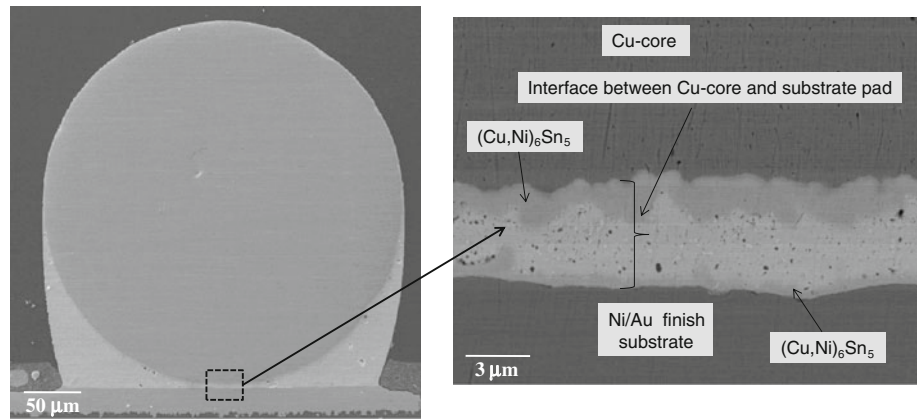 50 μm
Cu-core
Interface between Cu-core and substrate pad
(Cu,Ni)₆Sn₅
Ni/Au finish
substrate
(Cu,Ni)₆Sn₅
3 μm